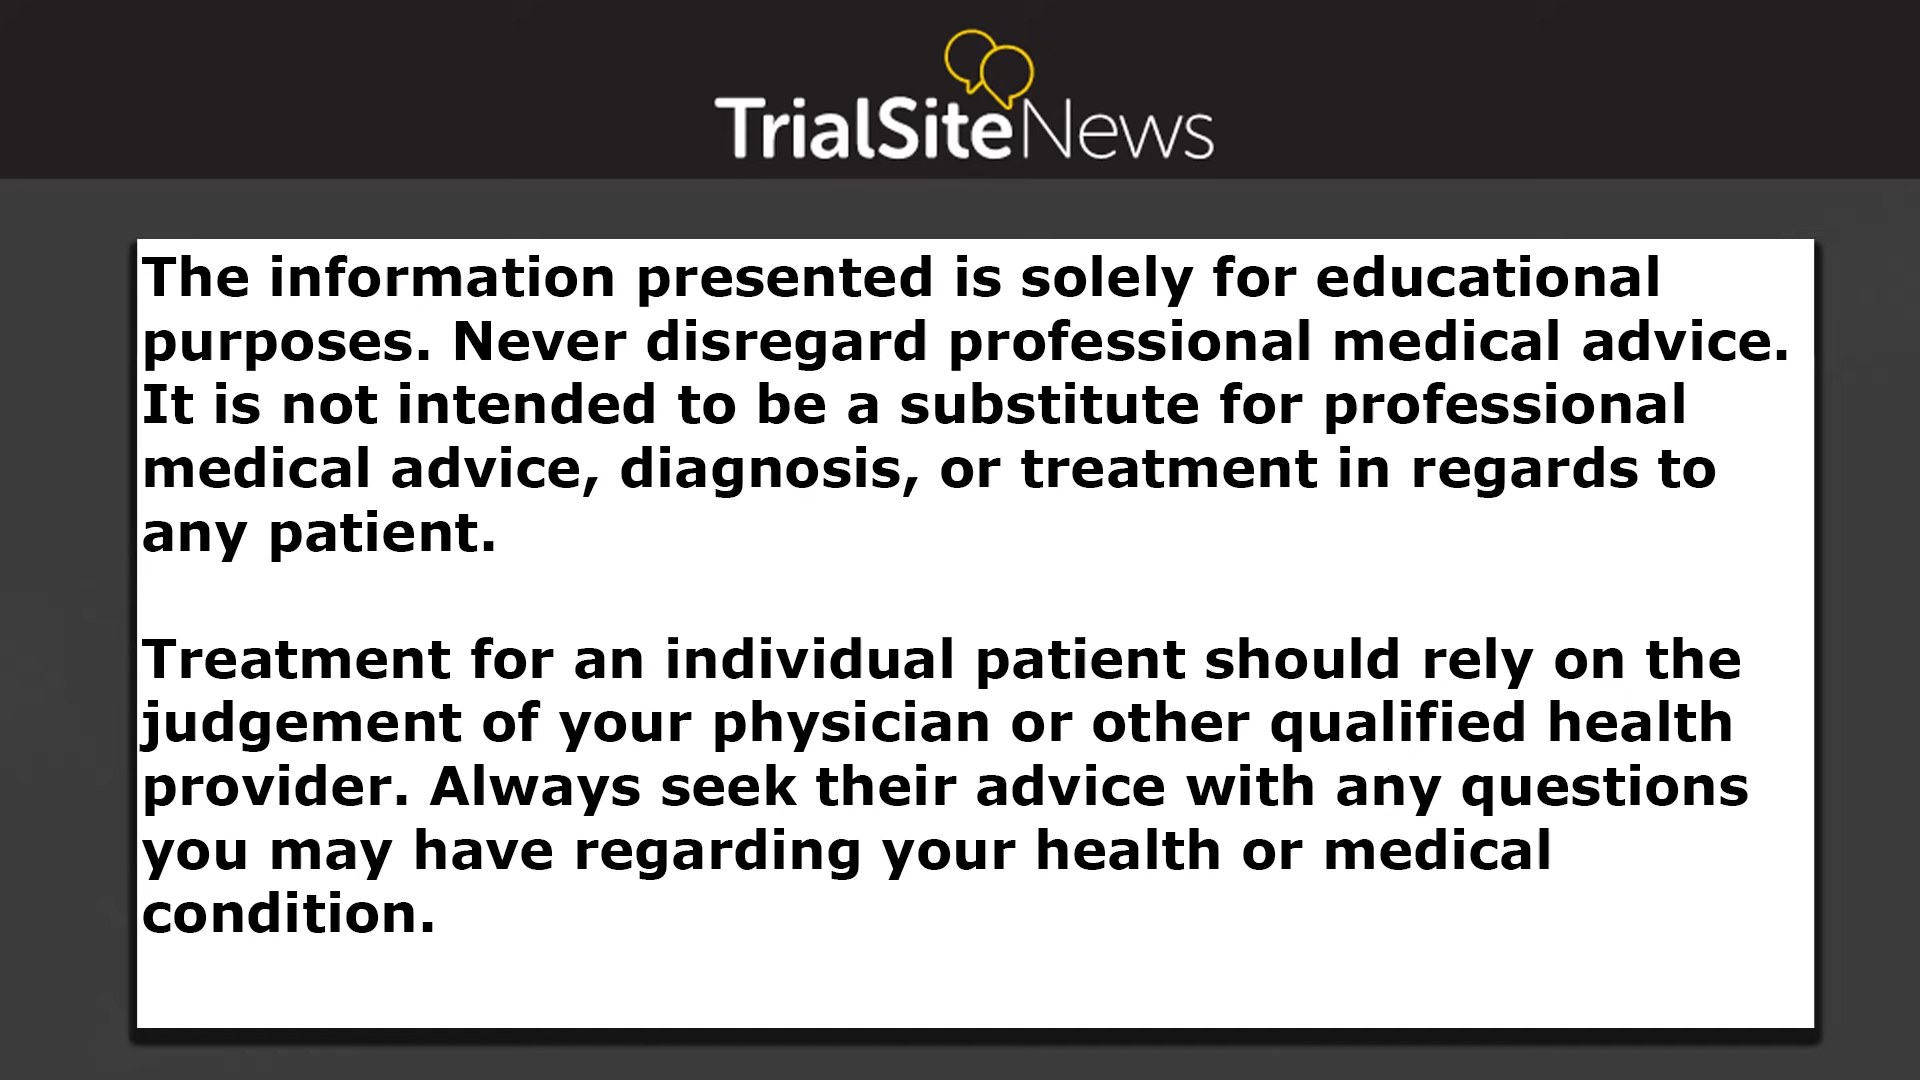 TrialSiteNews
The information presented is solely for educational
purposes. Never disregard professional medical advice.
It is not intended to be a substitute for professional
medical advice, diagnosis, or treatment in regards to
any patient.
Treatment for an individual patient should rely on the
judgement of your physician or other qualified health
provider. Always seek their advice with any questions
you may have regarding your health or medical
condition.